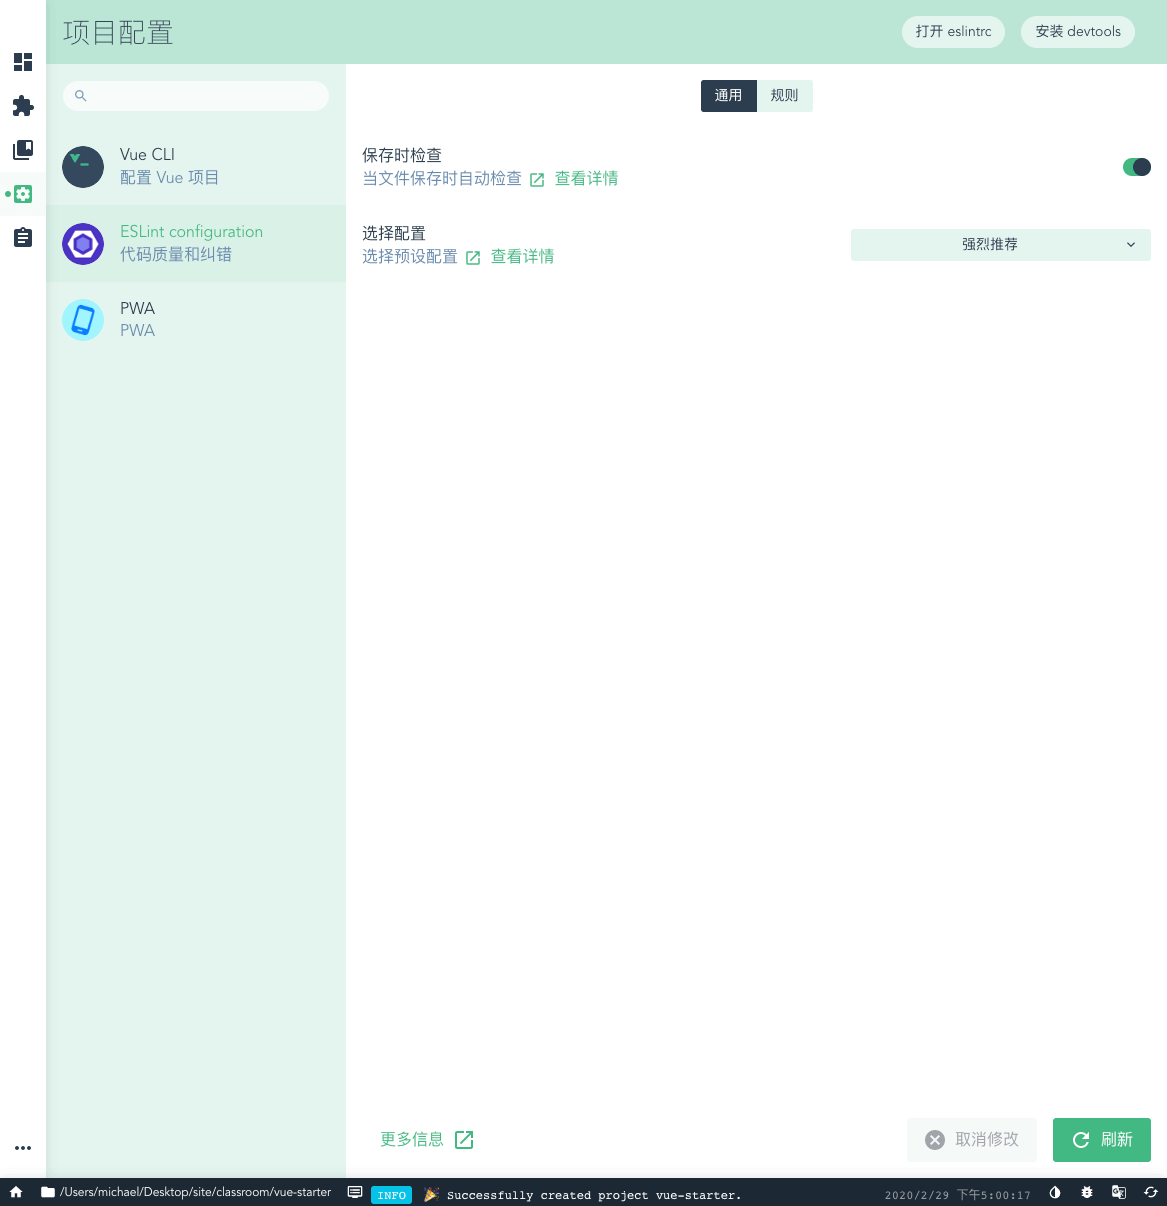 项目配置
打开 eslintrc
安装 devtools
Vue CLI
配置 Vue 项目
ESLint configuration
代码质量和纠错
PWA
PWA
通用
规则
保存时检查
当文件保存时自动检查 查看详情
选择配置
选择预设配置 查看详情
强烈推荐
更多信息
取消修改
刷新
/Users/michael/Desktop/site/classroom/vue-starter
INFO 🎉 Successfully created project vue-starter.
2020/2/29 下午5:00:17